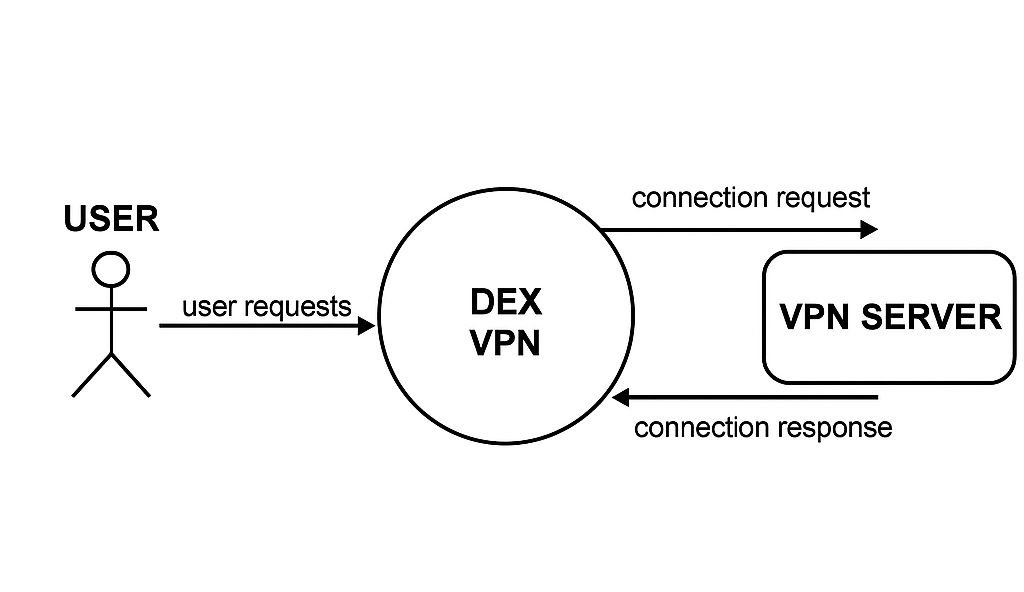 USER
user requests
DEX
VPN
connection request
VPN SERVER
connection response